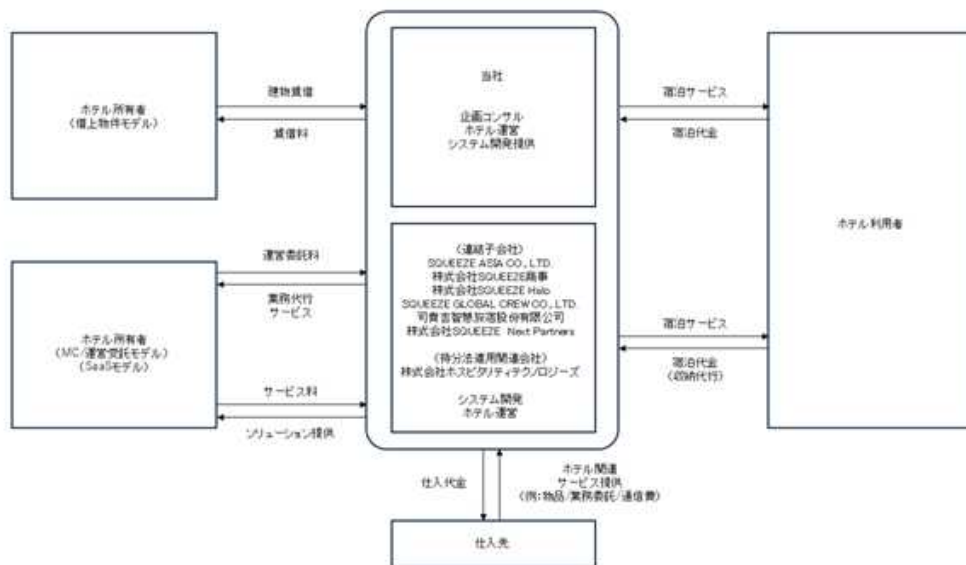 ホテル所有者
(借上物件モデル)
建物賃借
賃借料
当社
企画コンサル
ホテル運営
システム開発提供
宿泊サービス
宿泊代金
ホテル利用者
ホテル所有者
(MC/運営受託モデル)
(SaaSモデル)
運営委託料
業務代行
サービス
サービス料
ソリューション提供
(連結子会社)
SQUEEZE ASIA CO., LTD.
株式会社SQUEEZE商事
株式会社SQUEEZE Halo
SQUEEZE GLOBAL CREW CO., LTD.
司貴吉智慧旅宿股份有限公司
株式会社SQUEEZE Next Partners
(持分法適用関連会社)
株式会社ホスピタリティテクノロジーズ
システム開発
ホテル運営
宿泊サービス
宿泊代金
(収納代行)
仕入代金
ホテル関連
サービス提供
(例:物品/業務委託/通信費)
仕入先